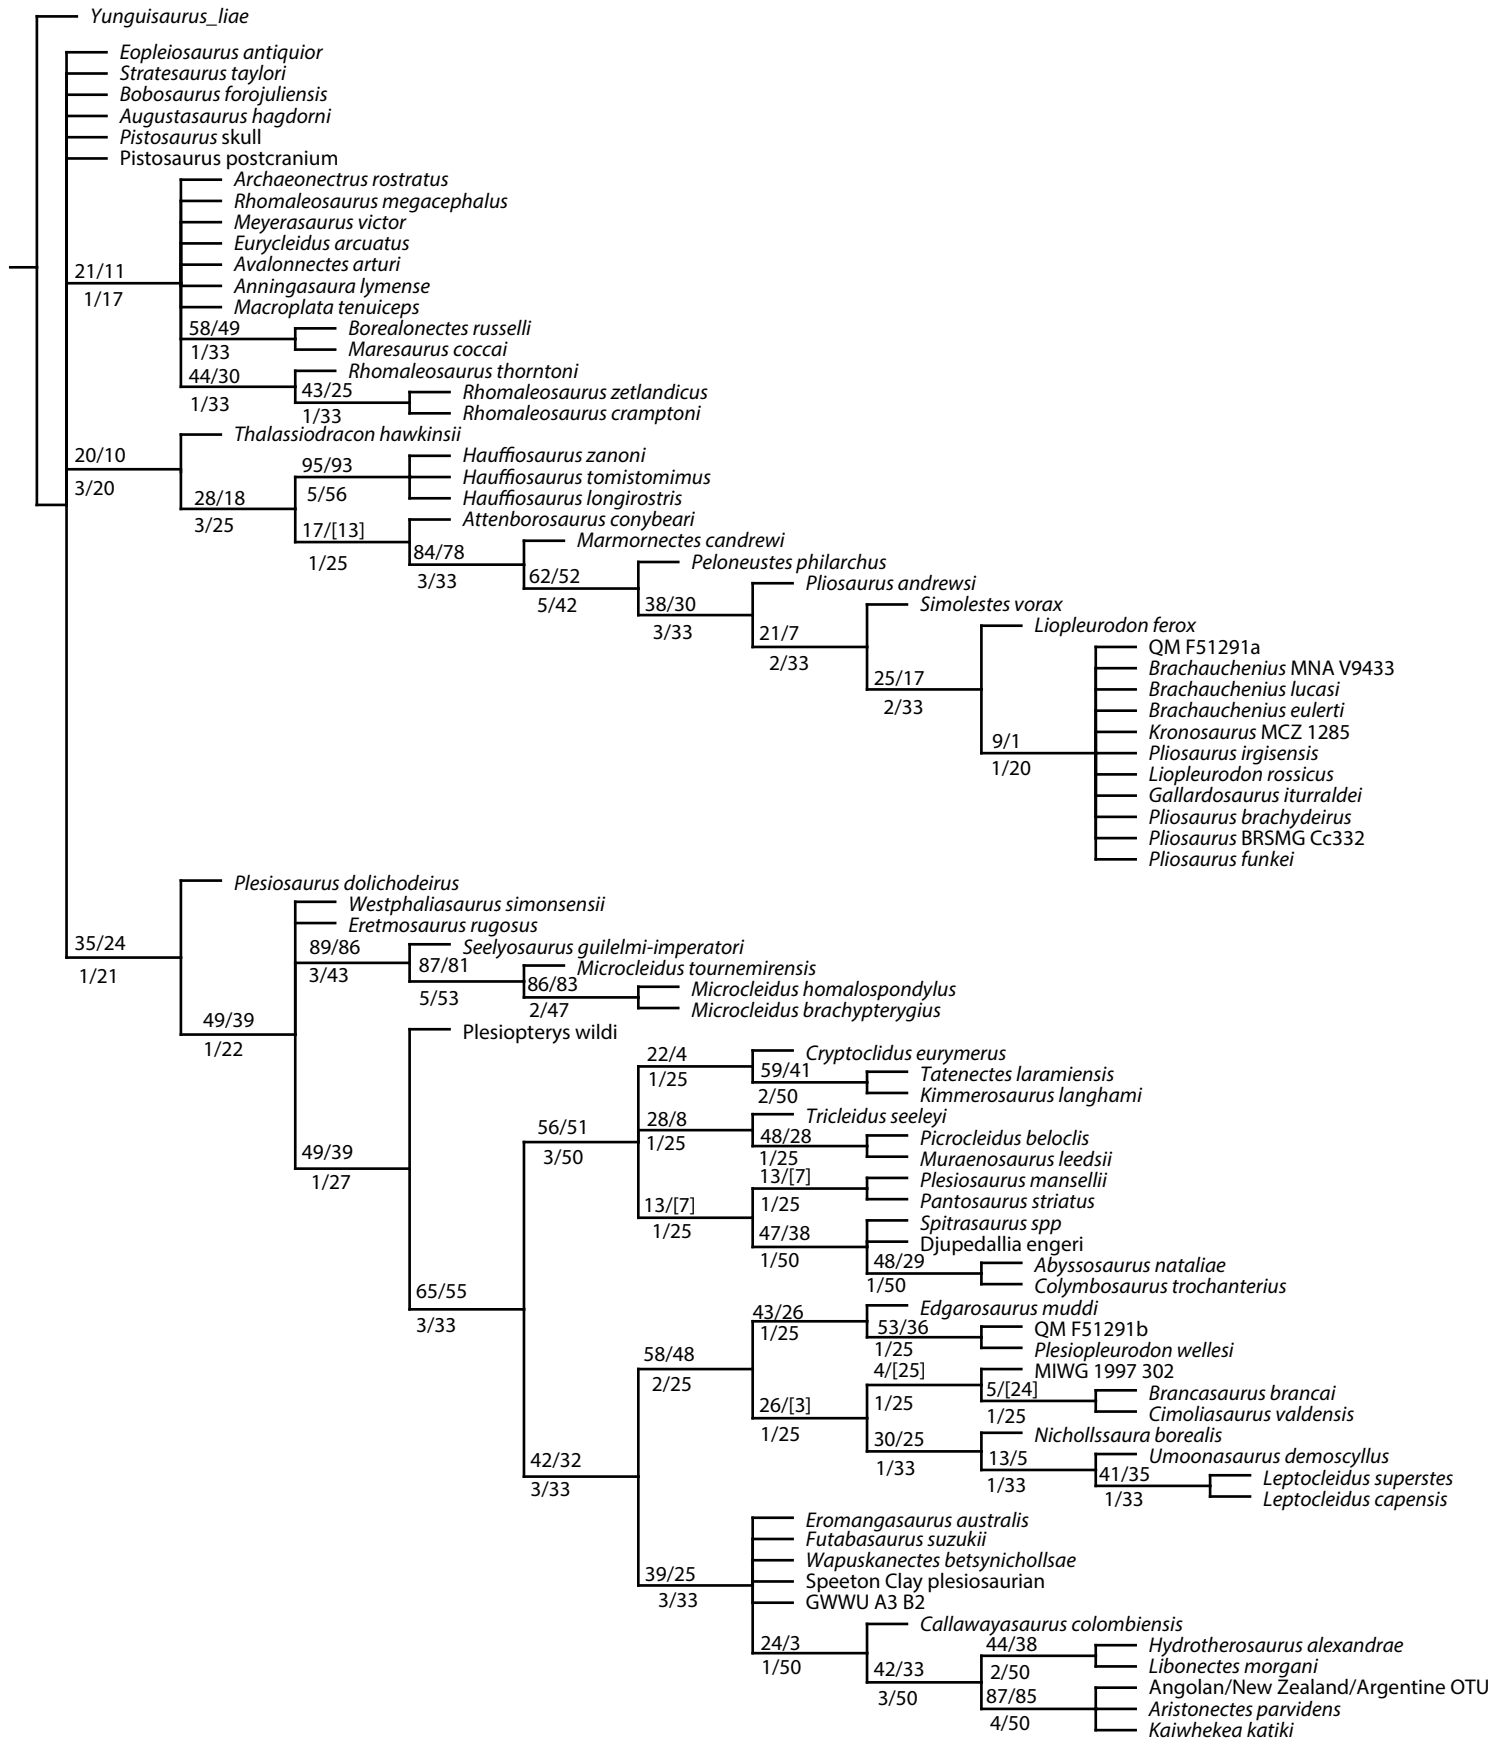 Yunguisaurus_liae
Eopleiosaurus antiquior
Stratesaurus taylori
Bobosaurus forojuliensis
Augustasaurus hagdorni
Pistosaurus skull
Pistosaurus postcranium
Archaeonectrus rostratus
Rhomaleosaurus megacephalus
Meyerasaurus victor
Eurycleidus arcuatus
Avalonnectes arturi
21/11
Anningasaura lymense
1/17
Macroplata tenuiceps
58/49
Borealonectes russelli
1/33
Maresaurus coccai
44/30
Rhomaleosaurus thorntoni
1/33
43/25
Rhomaleosaurus zetlandicus
1/33
Rhomaleosaurus cramptoni
Thalassiodracon hawkinsii
20/10
3/20
95/93
Hauffiosaurus zanoni
Hauffiosaurus tomistomimus
28/18
5/56
Hauffiosaurus longirostris
3/25
17/[13]
Attenborosaurus conybeari
1/25
84/78
Marmornectes candrewi
3/33
62/52
Peloneustes philarchus
5/42
38/30
Pliosaurus andrewsi
3/33
21/7
Simolestes vorax
2/33
25/17
Liopleurodon ferox
2/33
QM F51291a
Brachauchenius MNA V9433
Brachauchenius lucasi
Brachauchenius eulerti
Kronosaurus MCZ 1285
9/1
Pliosaurus irgisensis
1/20
Liopleurodon rossicus
Gallardosaurus iturraldei
Pliosaurus brachydeirus
Pliosaurus BRSMG Cc332
Pliosaurus funkei
Plesiosaurus dolichodeirus
Westphaliasaurus simonsensii
Eretmosaurus rugosus
35/24
1/21
89/86
Seelyosaurus guilelmi-imperatori
3/43
87/81
Microcleidus tournemirensis
5/53
86/83
Microcleidus homalospondylus
2/47
Microcleidus brachypterygius
49/39
1/22
Plesiopterys wildi
22/4
Cryptoclidus eurymerus
1/25
59/41
Tatenectes laramiensis
2/50
Kimmerosaurus langhami
56/51
3/50
28/8
Tricleidus seeleyi
1/25
48/28
Picrocleidus beloclis
1/25
Muraenosaurus leedsii
49/39
1/27
13/[7]
Plesiosaurus mansellii
1/25
Pantosaurus striatus
13/[7]
1/25
47/38
Spitrasaurus spp
1/50
Djupedallia engeri
48/29
Abyssosaurus nataliae
1/50
Colymbosaurus trochanterius
65/55
3/33
43/26
Edgarosaurus muddi
1/25
53/36
QM F51291b
1/25
Plesiopleurodon wellesi
58/48
2/25
4/[25]
MIWG 1997 302
1/25
5/[24]
Brancasaurus brancai
1/25
Cimoliasaurus valdensis
26/[3]
1/25
30/25
Nichollssaura borealis
1/33
13/5
Umoonasaurus demoscyllus
1/33
41/35
Leptocleidus superstes
1/33
Leptocleidus capensis
42/32
3/33
Eromangasaurus australis
Futabasaurus suzukii
Wapuskanectes betsynichollsae
39/25
Speeton Clay plesiosaurian
3/33
GWWU A3 B2
24/3
Callawayasaurus colombiensis
1/50
44/38
Hydrotherosaurus alexandrae
42/33
2/50
Libonectes morgani
3/50
87/85
Angolan/New Zealand/Argentine OTU
4/50
Aristonectes parvidens
Kaiwhekea katiki